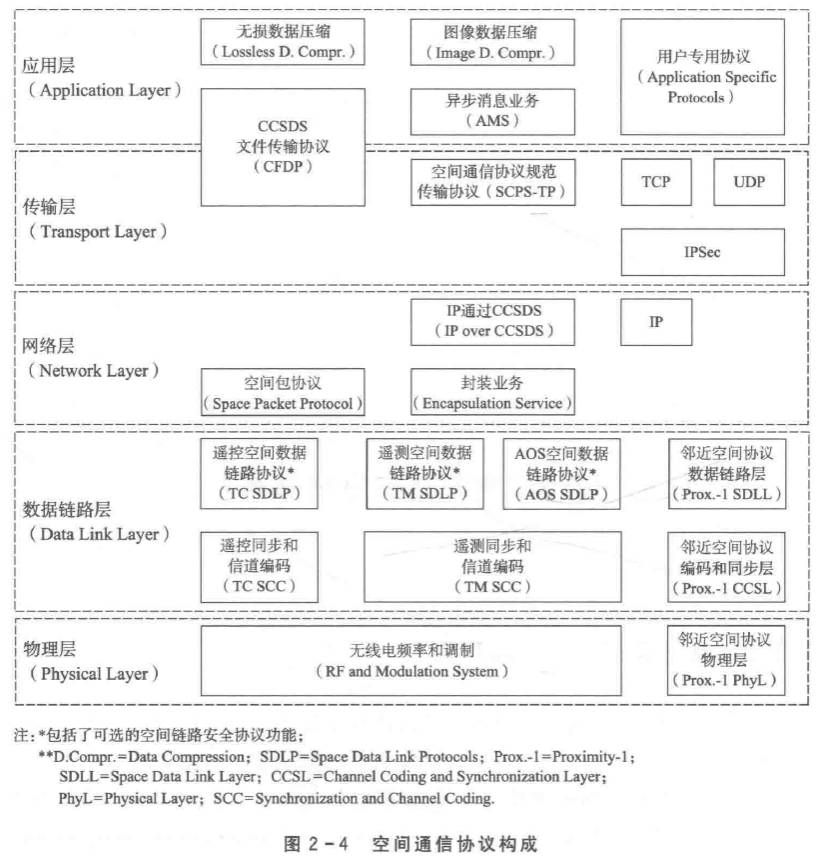 应用层
（Application Layer）
无损数据压缩
（Lossless D. Compr.）
图像数据压缩
（Image D. Compr.）
用户专用协议
（Application Specific
Protocols）
异步消息业务
（AMS）
CCSDS
文件传输协议
（CFDP）
传输层
（Transport Layer）
空间通信协议规范
传输协议（SCPS-TP）
TCP
UDP
IPSec
网络层
（Network Layer）
IP通过CCSDS
（IP over CCSDS）
IP
空间包协议
（Space Packet Protocol）
封装业务
（Encapsulation Service）
数据链路层
（Data Link Layer）
遥控空间数据
链路协议*
（TC SDLP）
遥测空间数据
链路协议*
（TM SDLP）
AOS空间数据
链路协议*
（AOS SDLP）
邻近空间协议
数据链路层
（Prox.-1 SDLL）
遥控同步和
信道编码
（TC SCC）
遥测同步和
信道编码
（TM SCC）
邻近空间协议
编码和同步层
（Prox.-1 CCSL）
物理层
（Physical Layer）
无线电频率和调制
（RF and Modulation System）
邻近空间协议
物理层
（Prox.-1 PhyL）
注：*包括了可选的空间链路安全协议功能；
**D.Compr.=Data Compression；SDLP=Space Data Link Protocols；Prox.-1=Proximity-1；
SDLL=Space Data Link Layer；CCSL=Channel Coding and Synchronization Layer；
PhyL=Physical Layer；SCC=Synchronization and Channel Coding.
图 2-4 空间通信协议构成